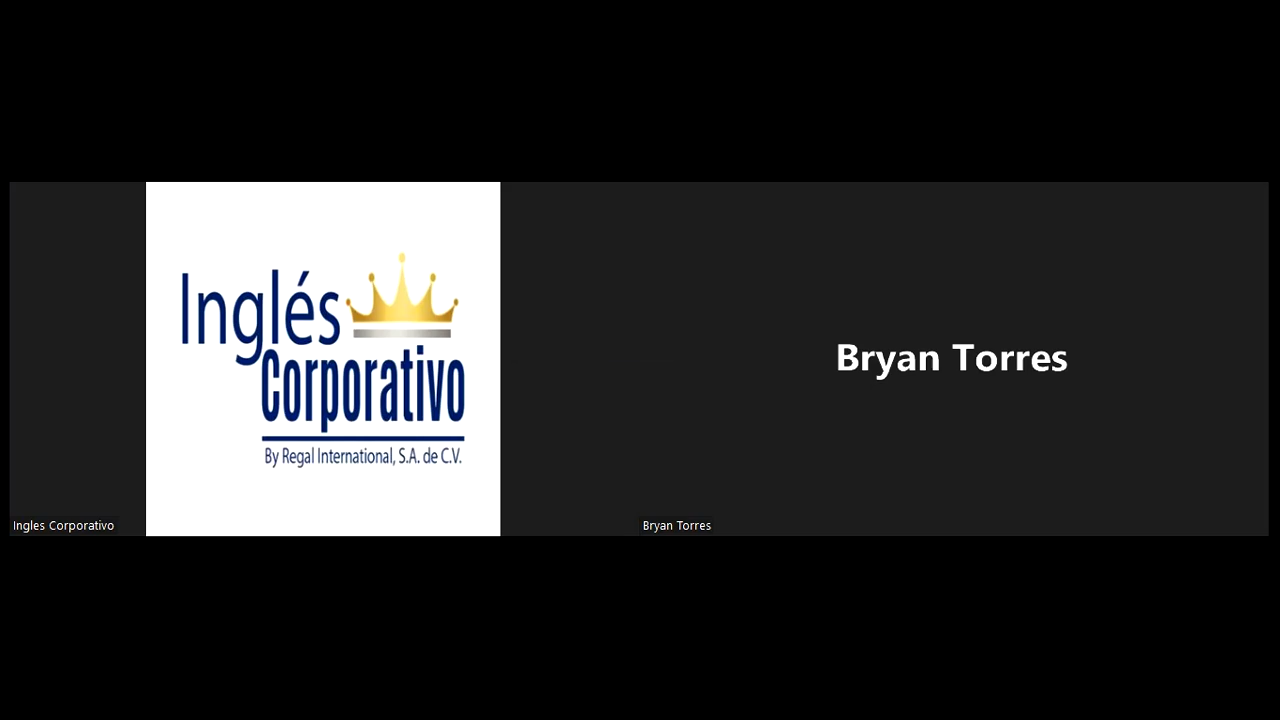 Inglés
Corporativo
By Regal International, S.A. de C.V.
Ingles Corporativo
Bryan Torres
Bryan Torres